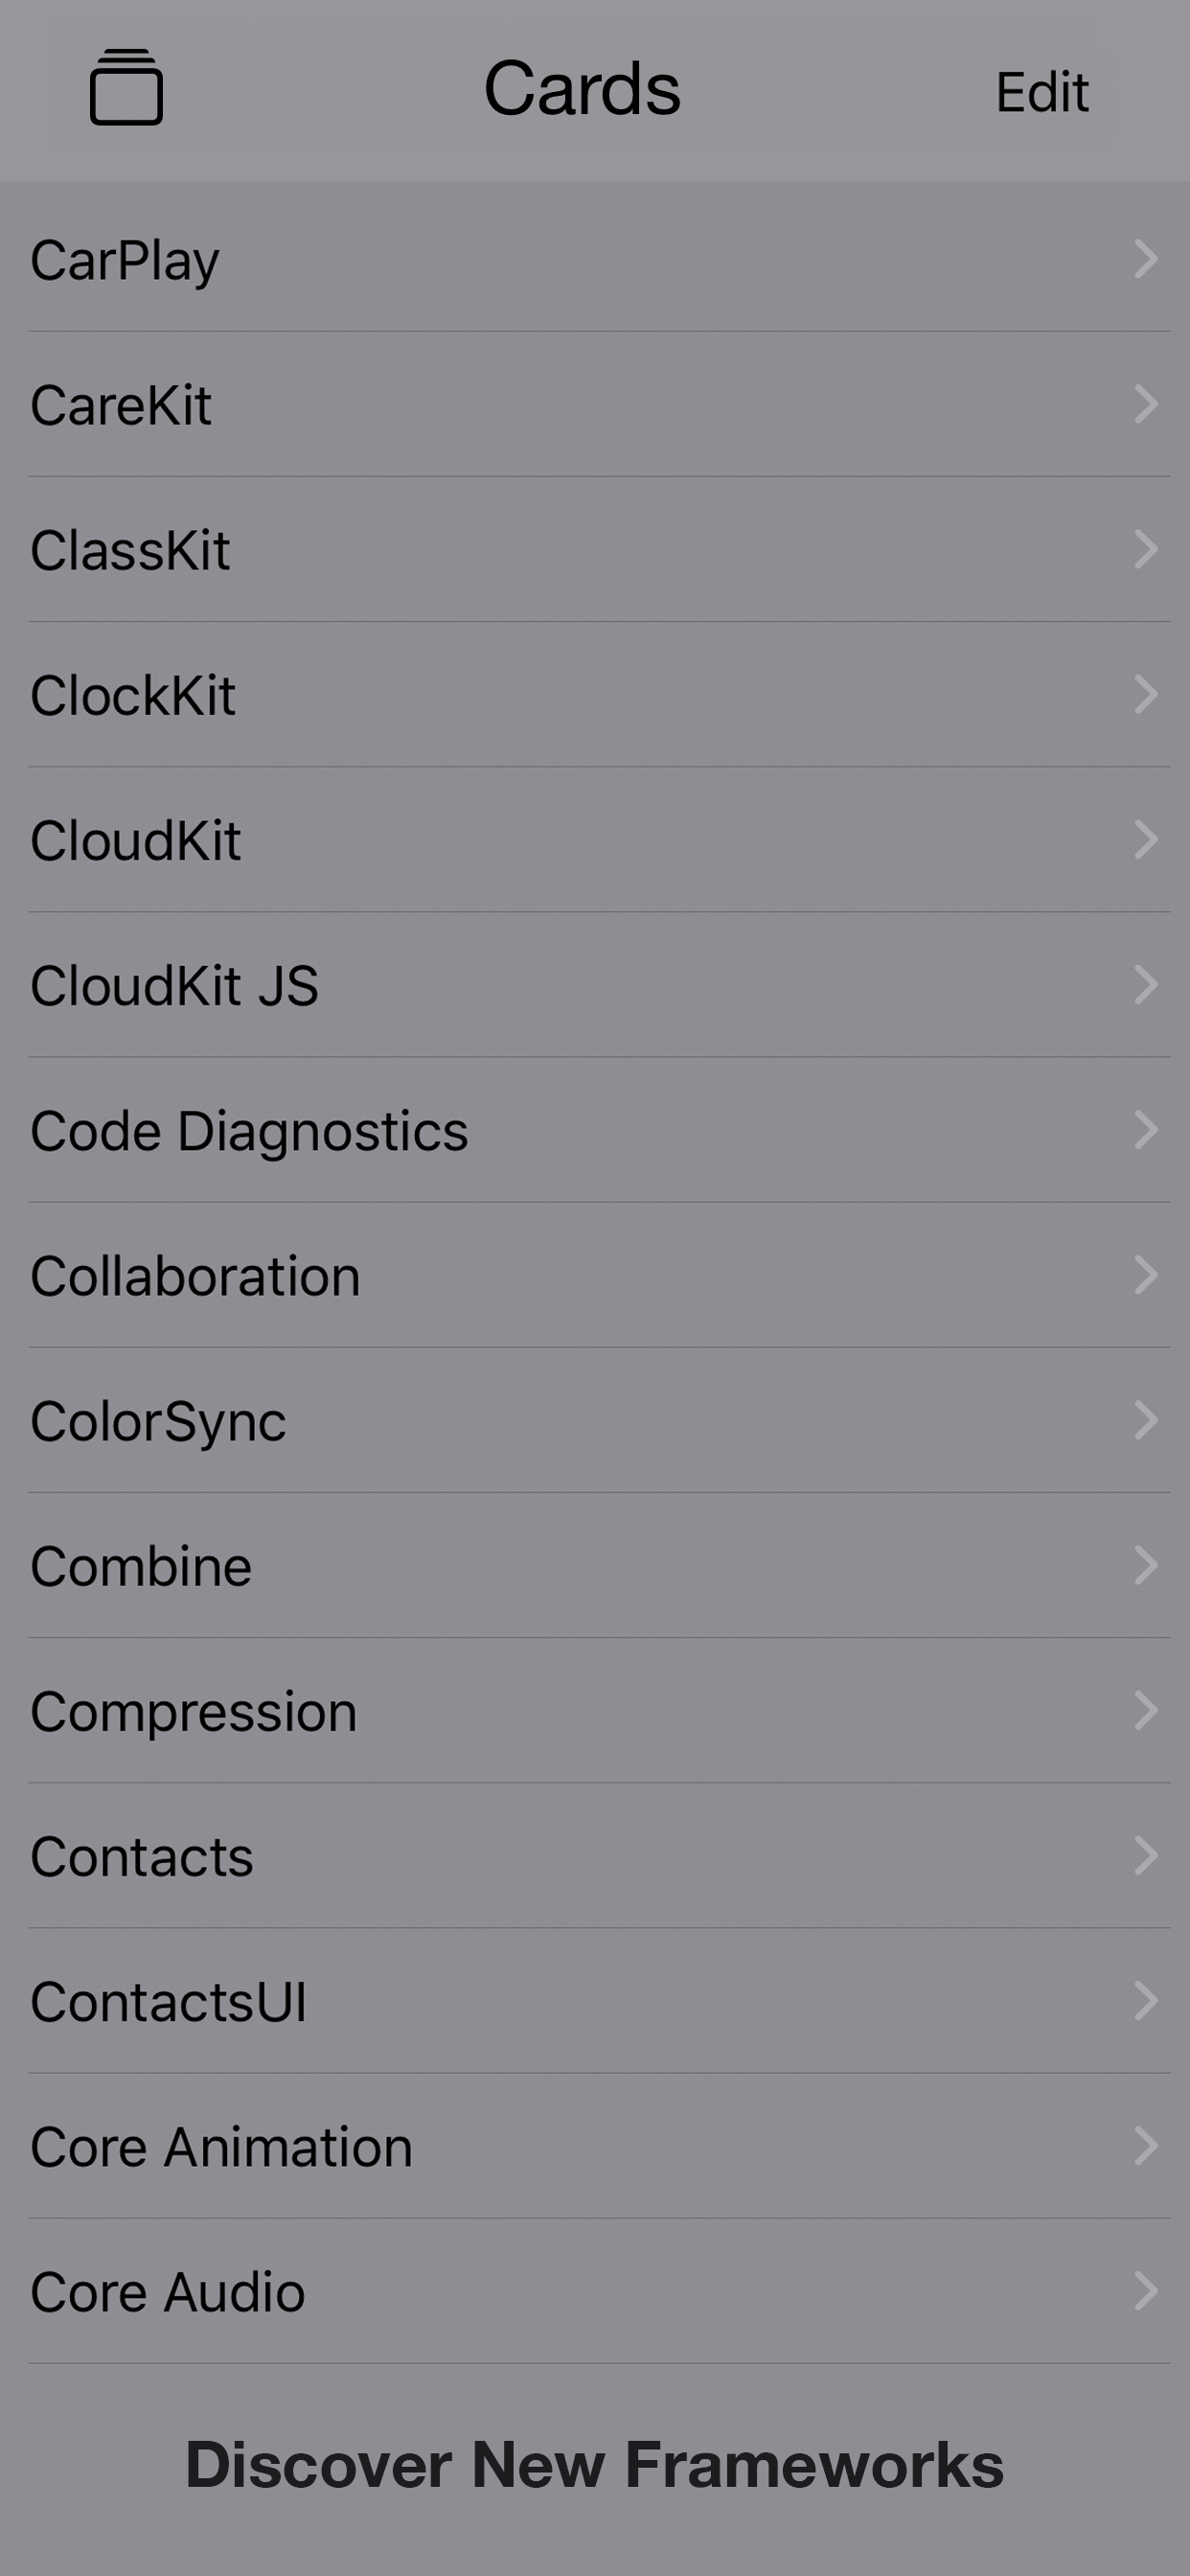 Cards
Edit
CarPlay
CareKit
ClassKit
ClockKit
CloudKit
CloudKit JS
Code Diagnostics
Collaboration
ColorSync
Combine
Compression
Contacts
ContactsUI
Core Animation
Core Audio
Discover New Frameworks